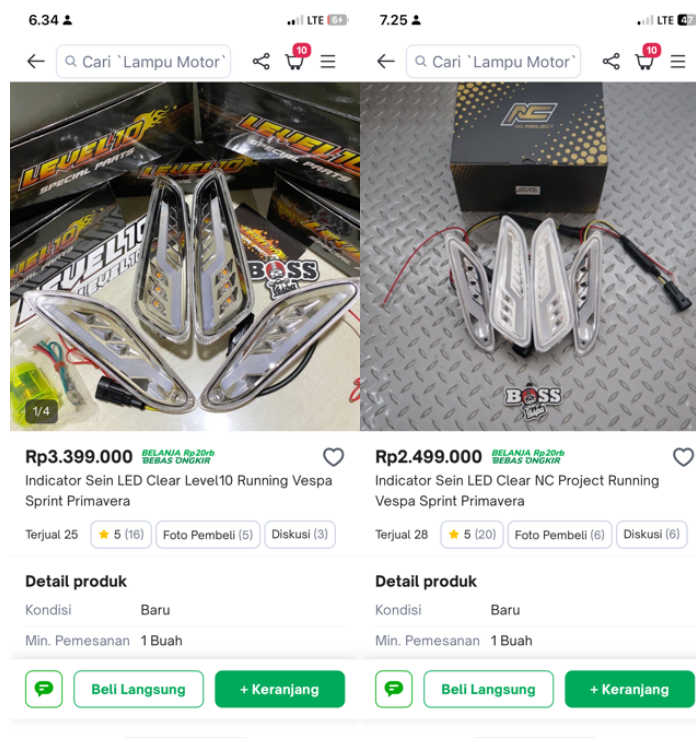 6.34
LTE 6
Cari `Lampu Motor`
10
LEVEL10
SPECIAL PARTS
LEVEL10
BOSS
1/4
Rp3.399.000
BELANJA Rp20rb
BEBAS ONGKIR
Indicator Sein LED Clear Level10 Running Vespa
Sprint Primavera
Terjual 25
5 (16)
Foto Pembeli (5)
Diskusi (3)
Detail produk
Kondisi Baru
Min. Pemesanan 1 Buah
Beli Langsung
+ Keranjang
7.25
LTE 47
Cari `Lampu Motor`
10
NC
NC PROJECT
BOSS
Rp2.499.000
BELANJA Rp20rb
BEBAS ONGKIR
Indicator Sein LED Clear NC Project Running
Vespa Sprint Primavera
Terjual 28
5 (20)
Foto Pembeli (6)
Diskusi (6)
Detail produk
Kondisi Baru
Min. Pemesanan 1 Buah
Beli Langsung
+ Keranjang